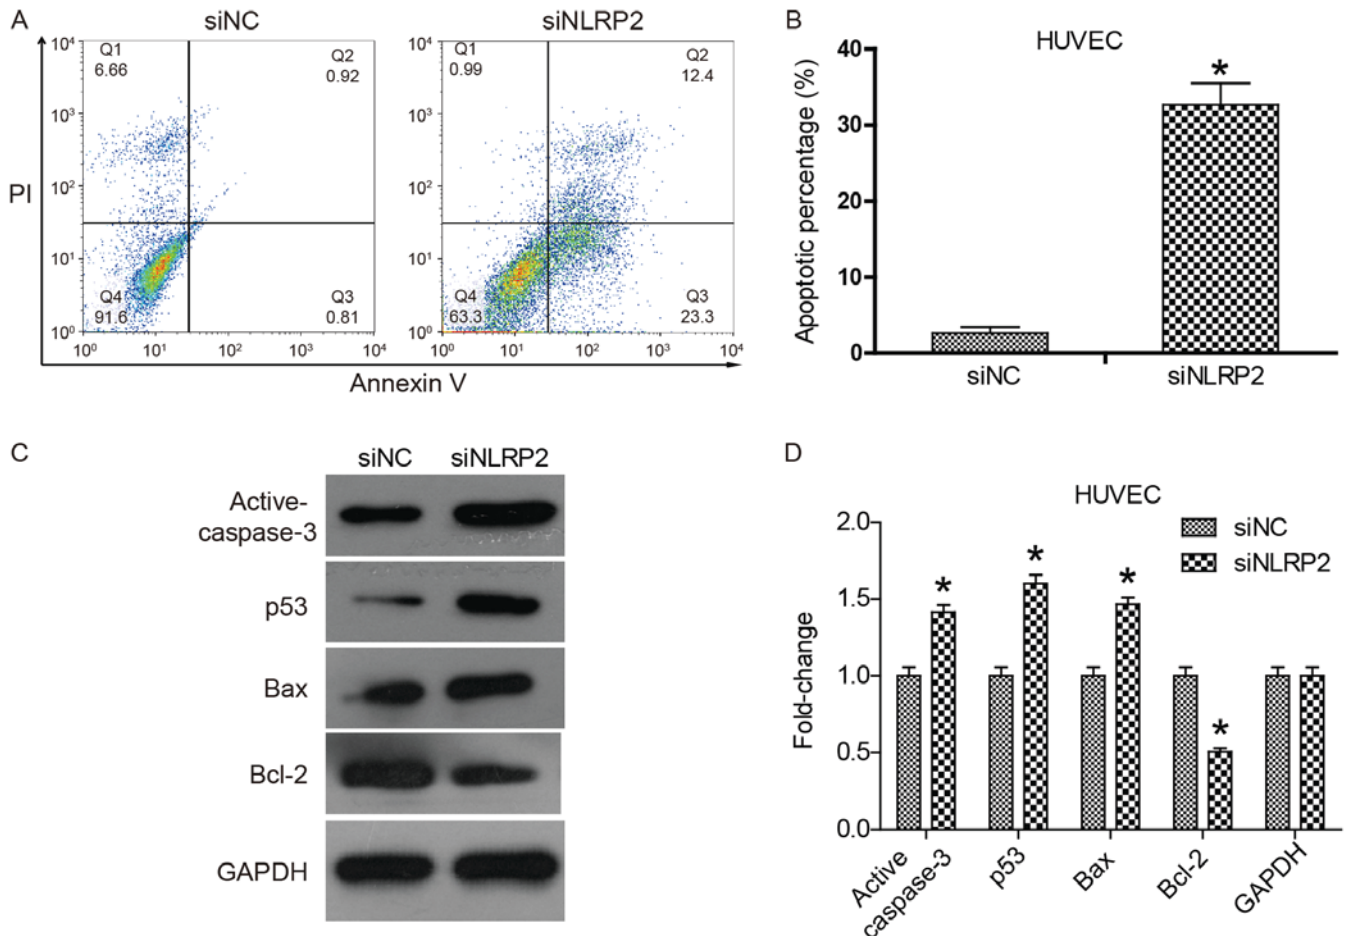 A
siNC
siNLRP2
10⁴
10³
10²
10¹
10⁰
Q1
6.66
Q2
0.92
Q4
91.6
Q3
0.81
10⁰ 10¹ 10² 10³ 10⁴
10⁴
10³
10²
10¹
10⁰
Q1
0.99
Q2
12.4
Q4
63.3
Q3
23.3
10⁰ 10¹ 10² 10³ 10⁴
PI
Annexin V
B
HUVEC
Apoptotic percentage (%)
40
30
20
10
0
*
siNC
siNLRP2
C
siNC siNLRP2
Active-
caspase-3
p53
Bax
Bcl-2
GAPDH
D
HUVEC
siNC
siNLRP2
Fold-change
2.0
1.5
1.0
0.5
0.0
* * * *
Active
caspase-3
p53
Bax
Bcl-2
GAPDH